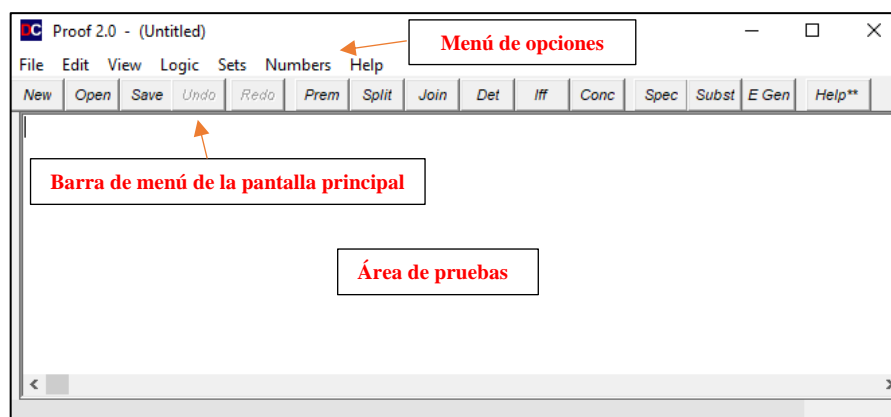 DC Proof 2.0 - (Untitled)
Menú de opciones
File Edit View Logic Sets Numbers Help
New Open Save Undo Redo Prem Split Join Det Iff Conc Spec Subst E Gen Help**
Barra de menú de la pantalla principal
Área de pruebas